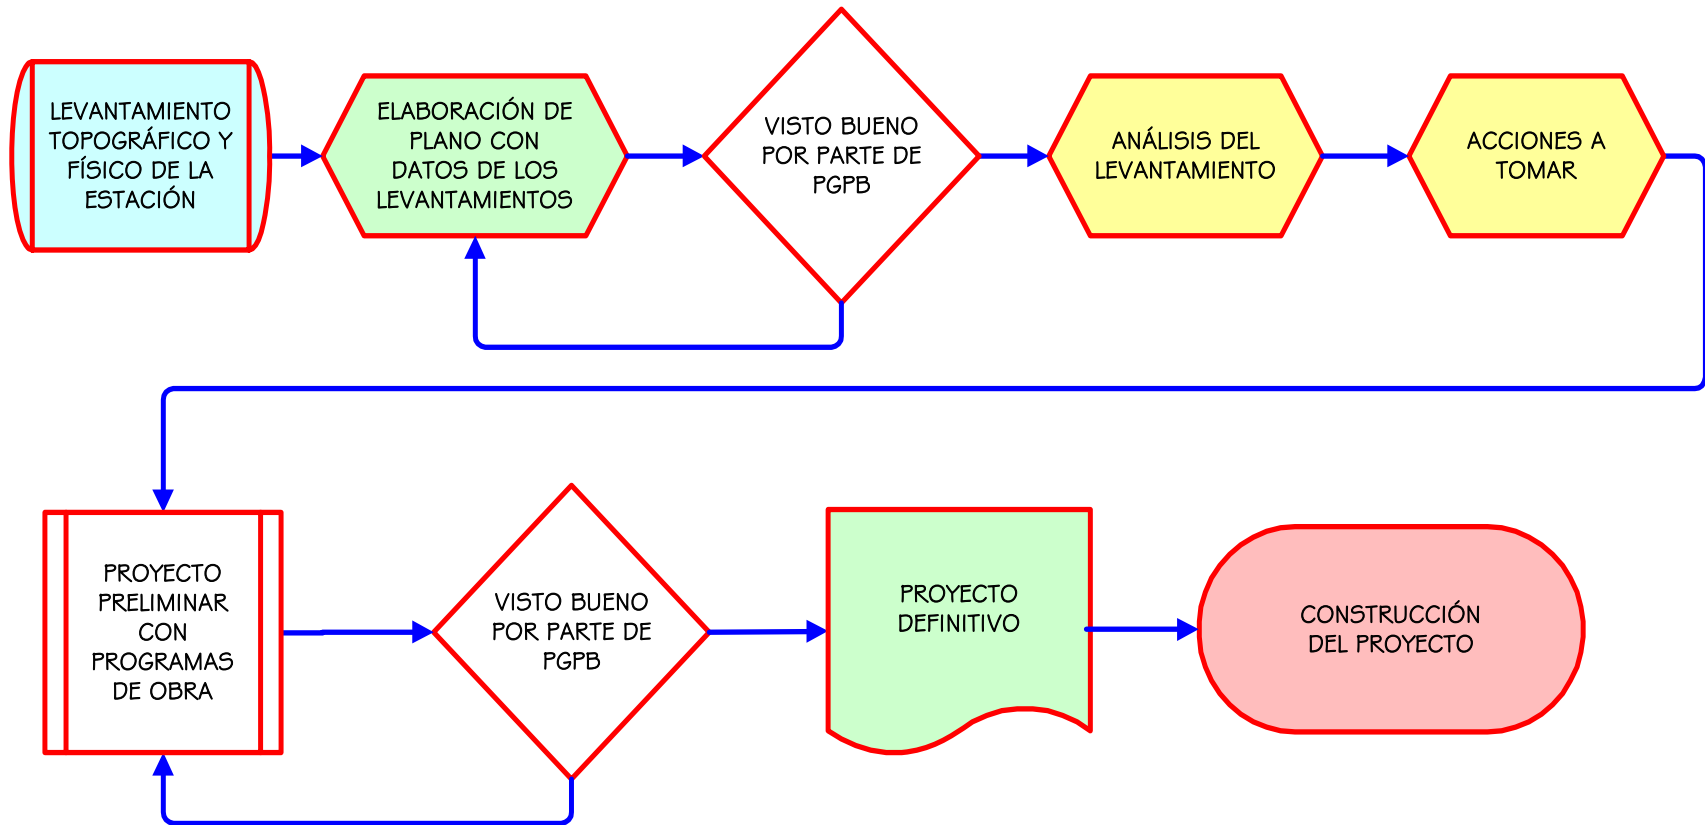 LEVANTAMIENTO
TOPOGRÁFICO Y
FÍSICO DE LA
ESTACIÓN
ELABORACIÓN DE
PLANO CON
DATOS DE LOS
LEVANTAMIENTOS
VISTO BUENO
POR PARTE DE
PGPB
ANÁLISIS DEL
LEVANTAMIENTO
ACCIONES A
TOMAR
PROYECTO
PRELIMINAR
CON
PROGRAMAS
DE OBRA
VISTO BUENO
POR PARTE DE
PGPB
PROYECTO
DEFINITIVO
CONSTRUCCIÓN
DEL PROYECTO